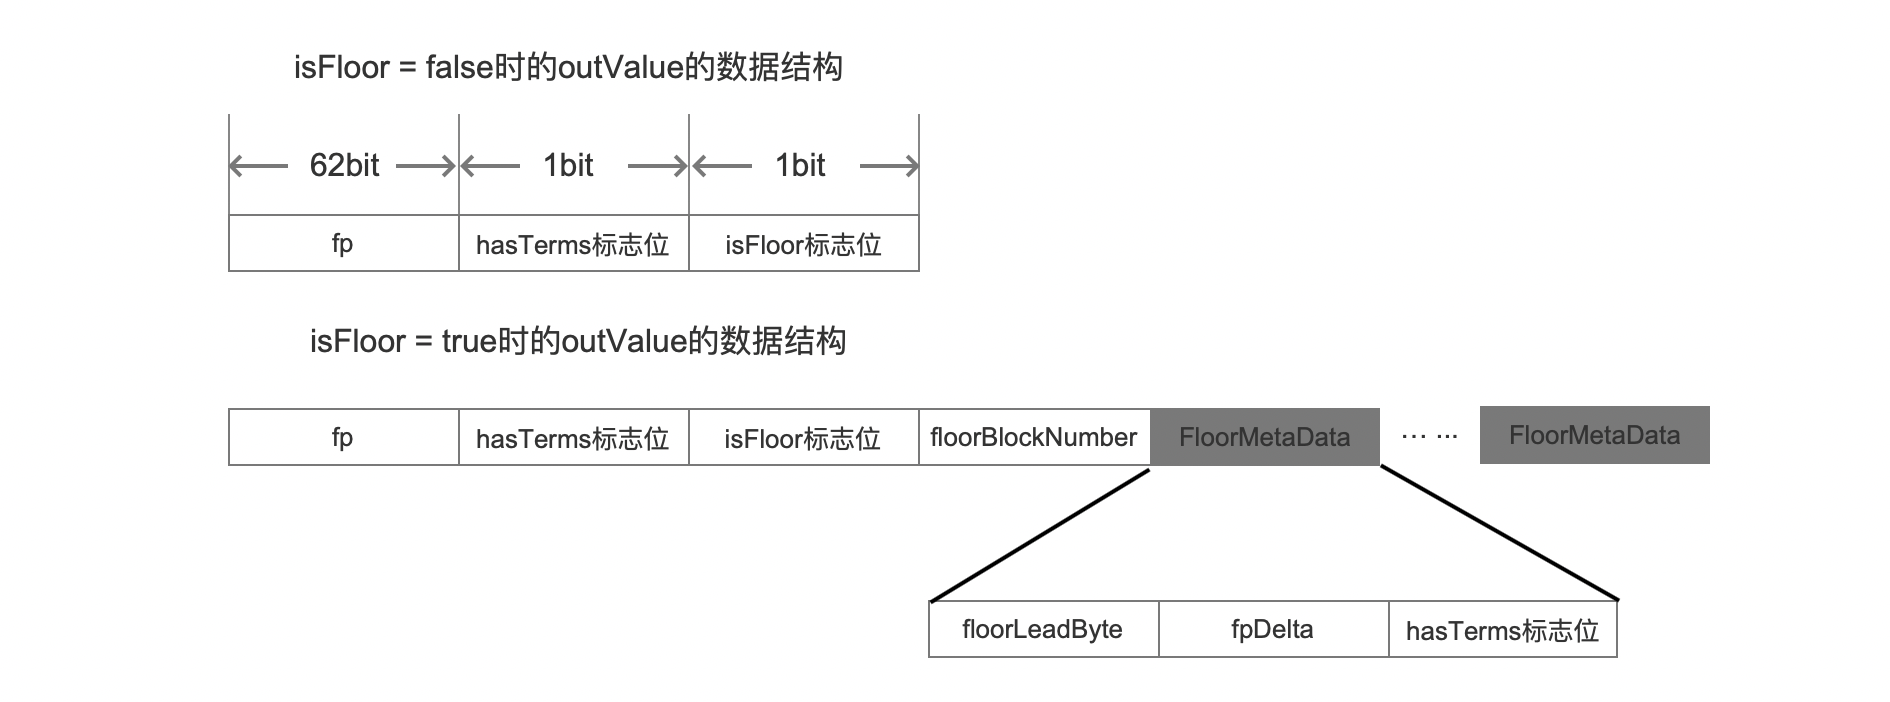 isFloor = false时的outValue的数据结构
62bit 1bit 1bit
fp hasTerms标志位 isFloor标志位
isFloor = true时的outValue的数据结构
fp hasTerms标志位 isFloor标志位 floorBlockNumber FloorMetaData ... ... FloorMetaData
floorLeadByte fpDelta hasTerms标志位